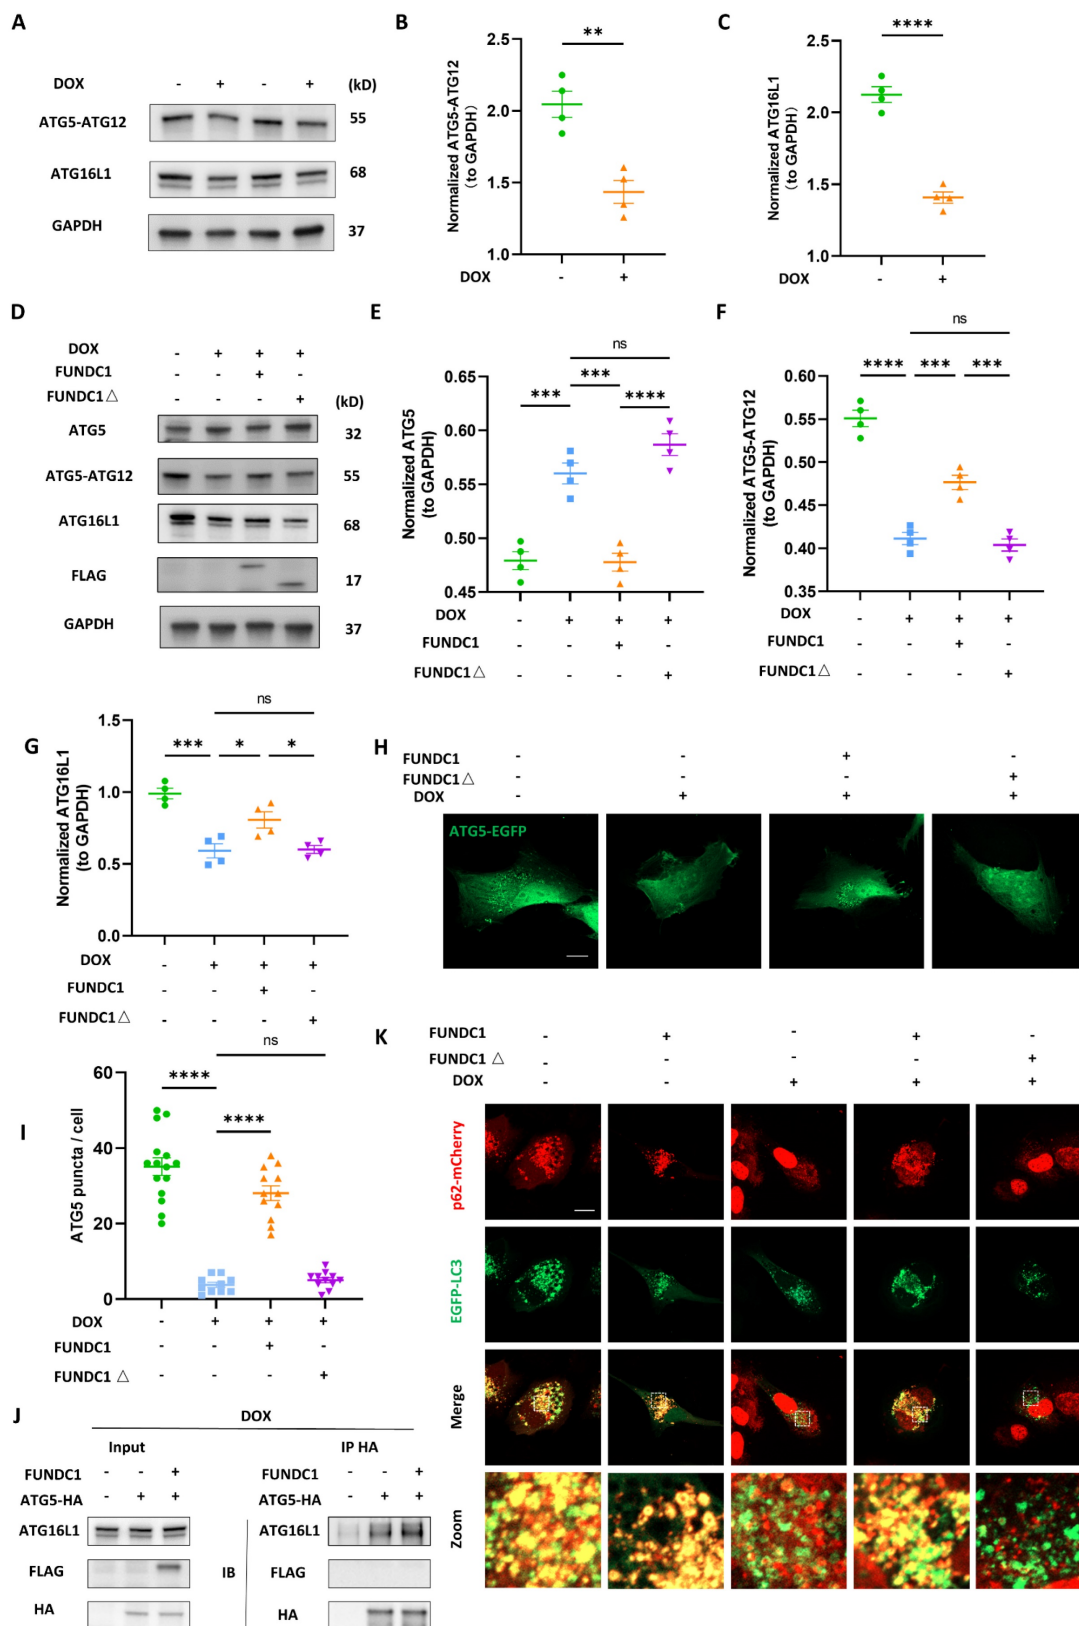 A
DOX - + - + (kD)
ATG5-ATG12 55
ATG16L1 68
GAPDH 37
B
**
Normalized ATG5-ATG12
(to GAPDH)
2.5
2.0
1.5
1.0
DOX - +
C
****
Normalized ATG16L1
(to GAPDH)
2.5
2.0
1.5
1.0
DOX - +
D
DOX - + + +
FUNDC1 - - + -
FUNDC1△ - - - + (kD)
ATG5 32
ATG5-ATG12 55
ATG16L1 68
FLAG 17
GAPDH 37
E
ns
***
*** ****
Normalized ATG5
(to GAPDH)
0.65
0.60
0.55
0.50
0.45
DOX - + + +
FUNDC1 - - + -
FUNDC1△ - - - +
F
ns
**** *** ***
Normalized ATG5-ATG12
(to GAPDH)
0.60
0.55
0.50
0.45
0.40
0.35
DOX - + + +
FUNDC1 - - + -
FUNDC1△ - - - +
G
ns
*** * *
Normalized ATG16L1
(to GAPDH)
1.5
1.0
0.5
0.0
DOX - + + +
FUNDC1 - - + -
FUNDC1△ - - - +
H
FUNDC1 - - + -
FUNDC1△ - - - +
DOX - + + +
ATG5-EGFP
I
ns
****
****
ATG5 puncta / cell
60
40
20
0
DOX - + + +
FUNDC1 - - + -
FUNDC1 △ - - - +
J
DOX
Input IP HA
FUNDC1 - - + FUNDC1 - - +
ATG5-HA - + + ATG5-HA - + +
ATG16L1 ATG16L1
FLAG IB FLAG
HA HA
K
FUNDC1 - + - + -
FUNDC1 △ - - - - +
DOX - - + + +
p62-mCherry
EGFP-LC3
Merge
Zoom